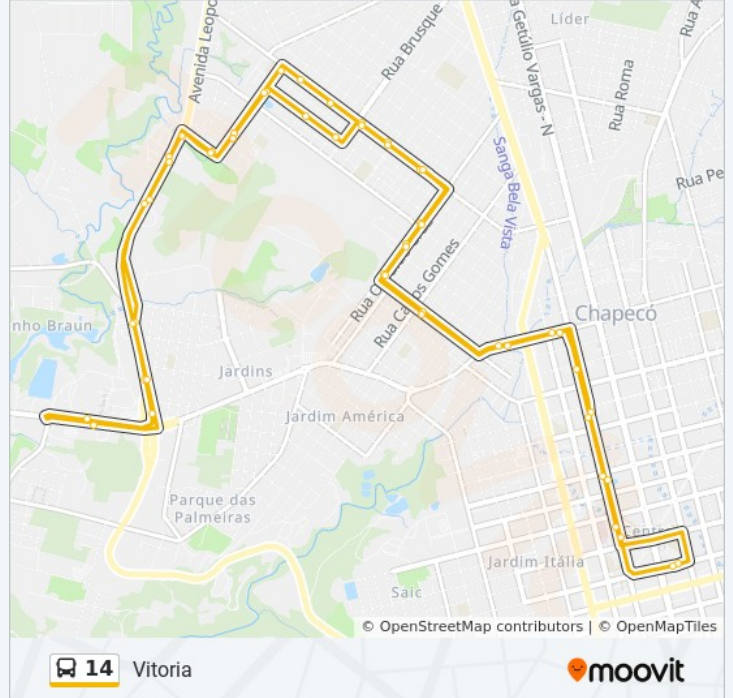 Líder
Avenida Leopo
Rua Brusque
a Getúlio Vargas - N
Rua Roma
Rua A
Rua Pe
Sanga Bela Vista
Rua Carlos Gomes
Chapecó
nho Braun
Jardins
Jardim América
Parque das
Palmeiras
Centro
Jardim Itália
Saic
© OpenStreetMap contributors | © OpenMapTiles
14 Vitoria
moovit